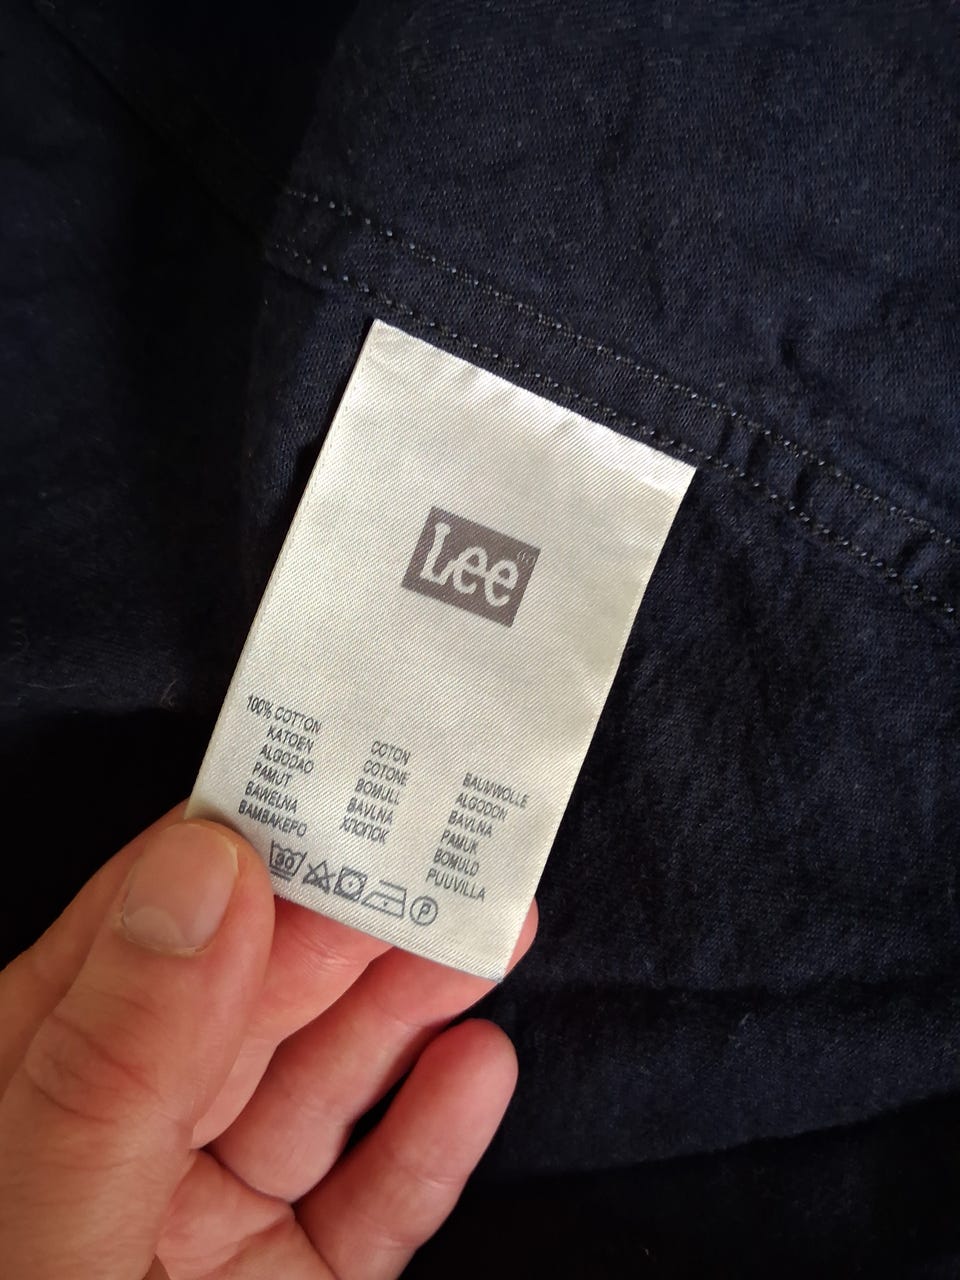 Lee
100% COTTON COTON BAUMWOLLE
KATOEN COTONE ALGODON
ALGODAO BOMULL BAVLNA
PAMUT BAVLNA PAMUK
BAWELNA ХЛОПОК BOMULD
BAMBAKEPO PUUVILLA
30 P